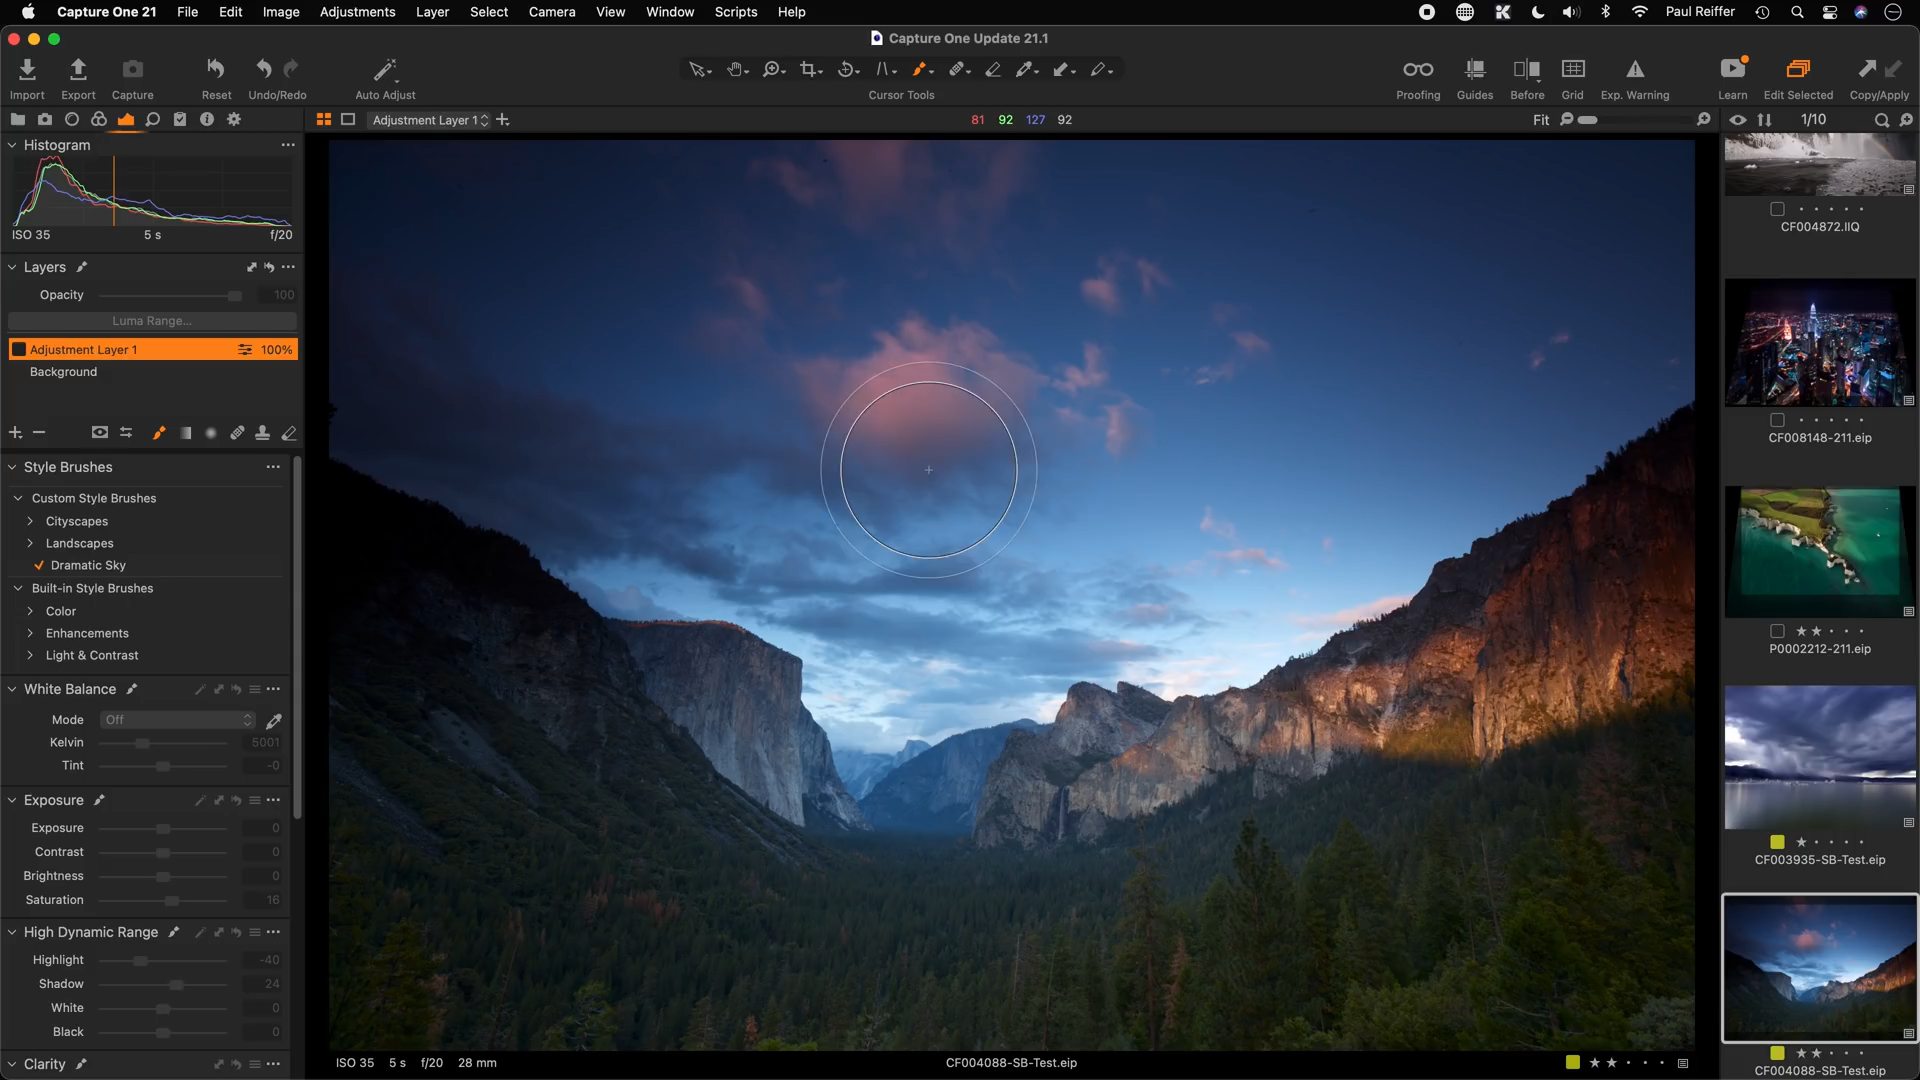 Capture One 21 File Edit Image Adjustments Layer Select Camera View Window Scripts Help Paul Reiffer
Capture One Update 21.1
Import Export Capture Reset Undo/Redo Auto Adjust Cursor Tools Proofing Guides Before Grid Exp. Warning Learn Edit Selected Copy/Apply
Adjustment Layer 1 81 92 127 92 Fit 1/10
Histogram
ISO 35 5 s f/20
Layers
Opacity 100
Luma Range...
Adjustment Layer 1 100%
Background
Style Brushes
Custom Style Brushes
Cityscapes
Landscapes
Dramatic Sky
Built-in Style Brushes
Color
Enhancements
Light & Contrast
White Balance
Mode Off
Kelvin 5001
Tint -0
Exposure
Exposure 0
Contrast 0
Brightness 0
Saturation 16
High Dynamic Range
Highlight -40
Shadow 24
White 0
Black 0
Clarity
ISO 35 5 s f/20 28 mm CF004088-SB-Test.eip
CF004872.IIQ
CF008148-211.eip
P0002212-211.eip
CF003935-SB-Test.eip
CF004088-SB-Test.eip